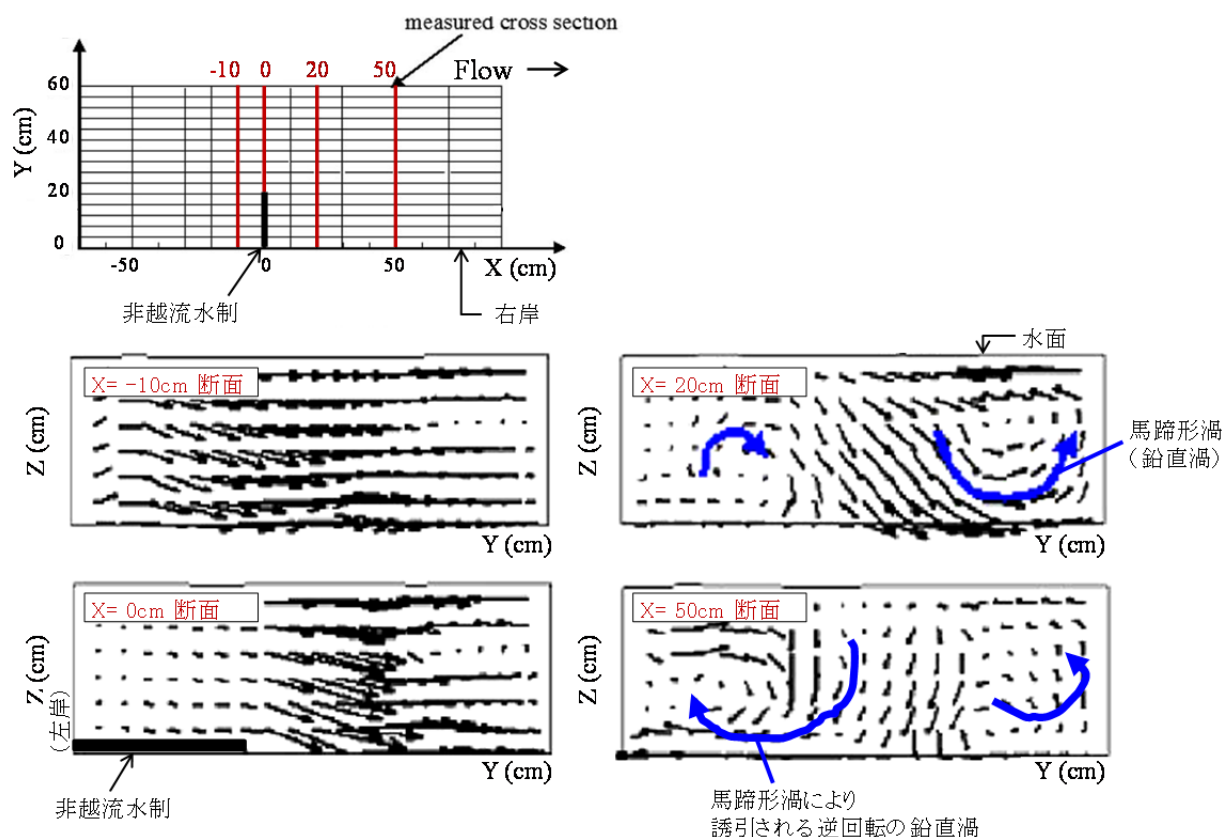 measured cross section
-10 0 20 50 Flow
60
40
20
0
Y (cm)
-50 0 50 X (cm)
非越流水制
右岸
水面
X= -10cm 断面
Z (cm)
Y (cm)
X= 20cm 断面
Z (cm)
Y (cm)
馬蹄形渦
（鉛直渦）
X= 0cm 断面
Z (cm)
（左岸）
Y (cm)
非越流水制
X= 50cm 断面
Z (cm)
Y (cm)
馬蹄形渦により
誘引される逆回転の鉛直渦